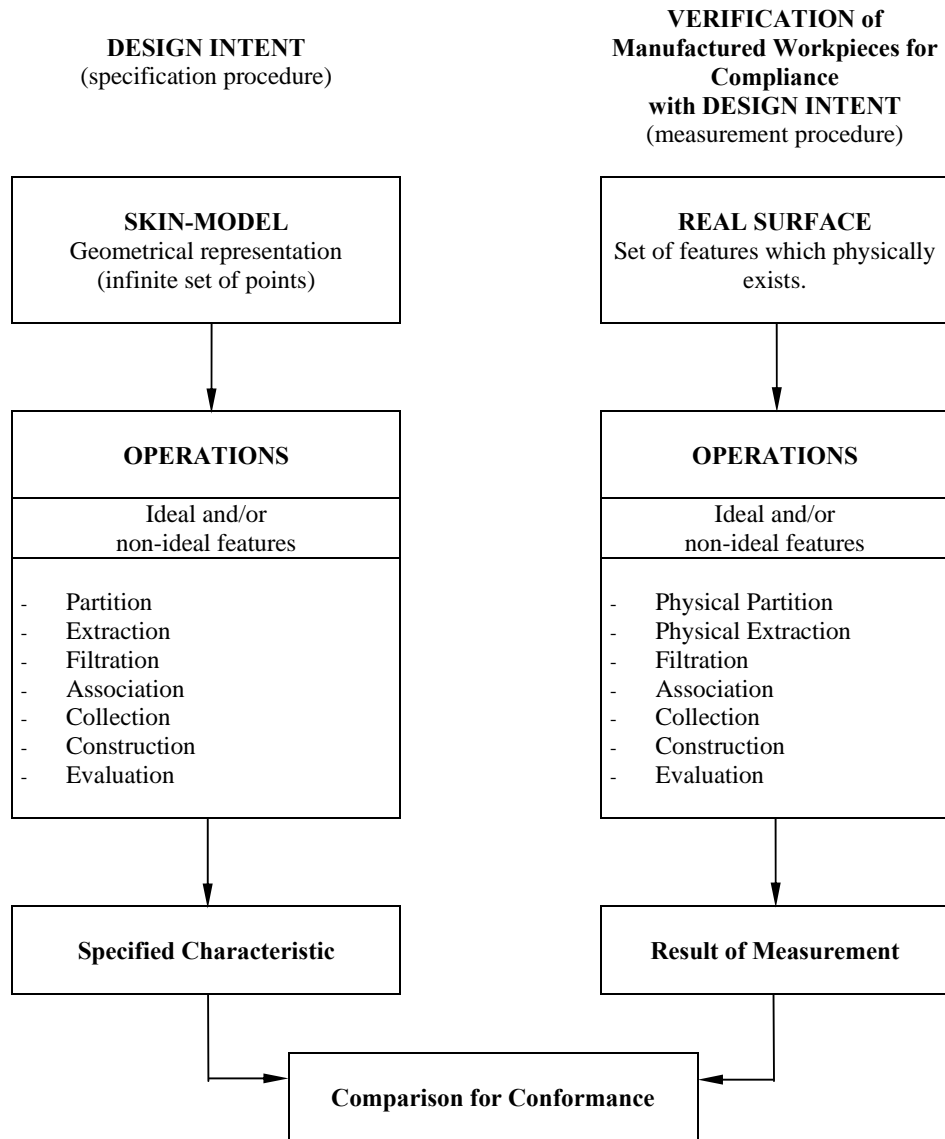 DESIGN INTENT
(specification procedure)
VERIFICATION of
Manufactured Workpieces for
Compliance
with DESIGN INTENT
(measurement procedure)
SKIN-MODEL
Geometrical representation
(infinite set of points)
REAL SURFACE
Set of features which physically
exists.
OPERATIONS
Ideal and/or
non-ideal features
- Partition
- Extraction
- Filtration
- Association
- Collection
- Construction
- Evaluation
OPERATIONS
Ideal and/or
non-ideal features
- Physical Partition
- Physical Extraction
- Filtration
- Association
- Collection
- Construction
- Evaluation
Specified Characteristic
Result of Measurement
Comparison for Conformance